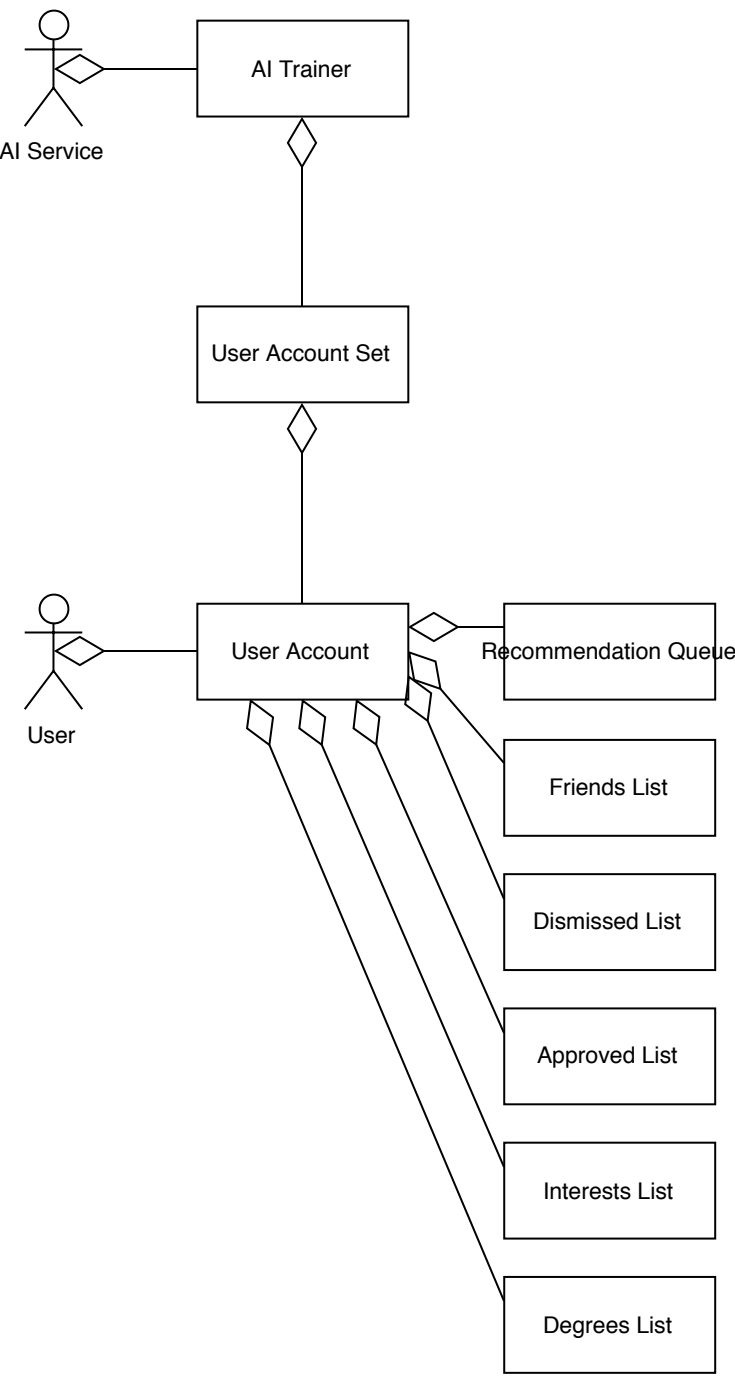 AI Trainer
AI Service
User Account Set
User Account
Recommendation Queue
User
Friends List
Dismissed List
Approved List
Interests List
Degrees List